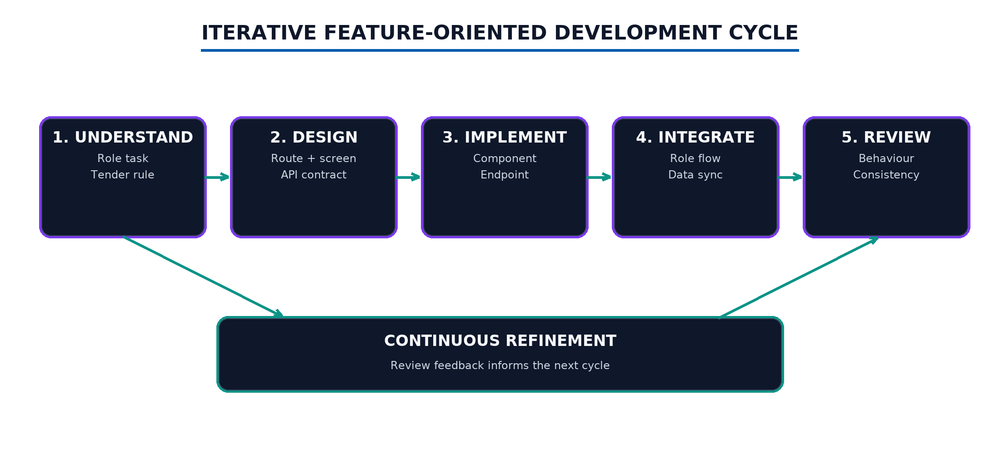 ITERATIVE FEATURE-ORIENTED DEVELOPMENT CYCLE
1. UNDERSTAND
Role task
Tender rule
2. DESIGN
Route + screen
API contract
3. IMPLEMENT
Component
Endpoint
4. INTEGRATE
Role flow
Data sync
5. REVIEW
Behaviour
Consistency
CONTINUOUS REFINEMENT
Review feedback informs the next cycle